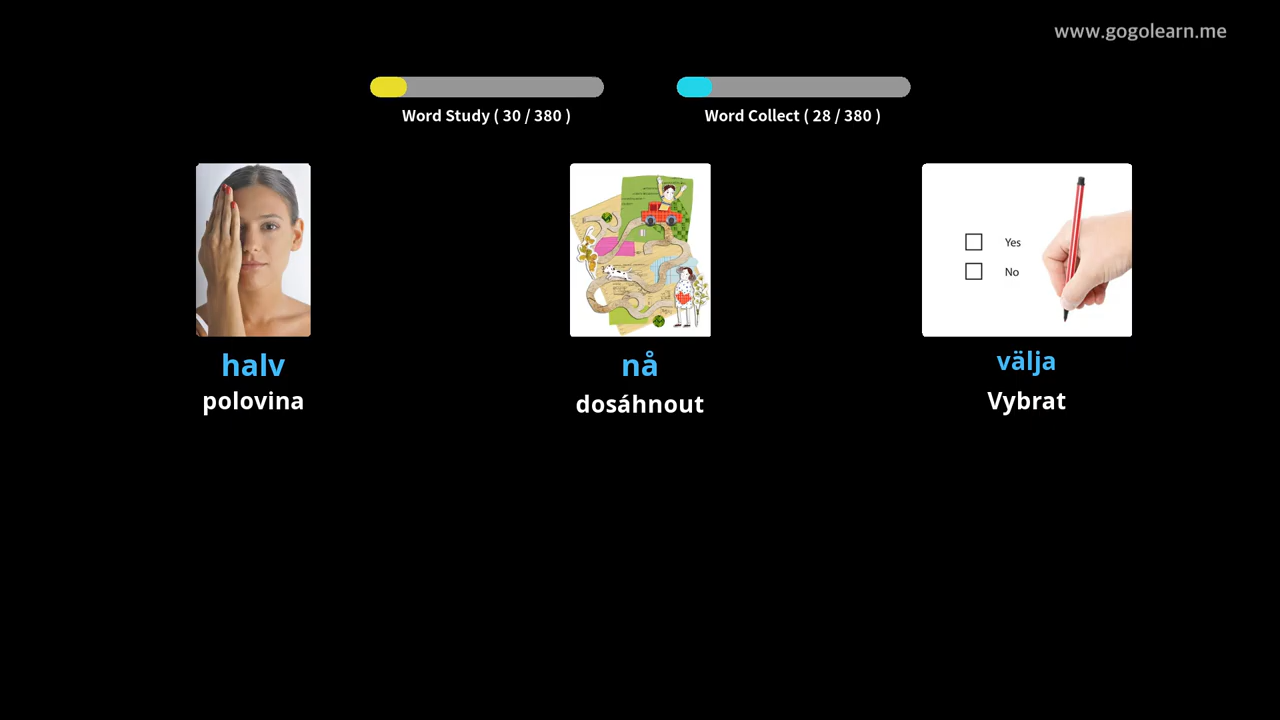 www.gogolearn.me
Word Study ( 30 / 380 )
Word Collect ( 28 / 380 )
Yes
No
halv
nå
välja
polovina
dosáhnout
Vybrat